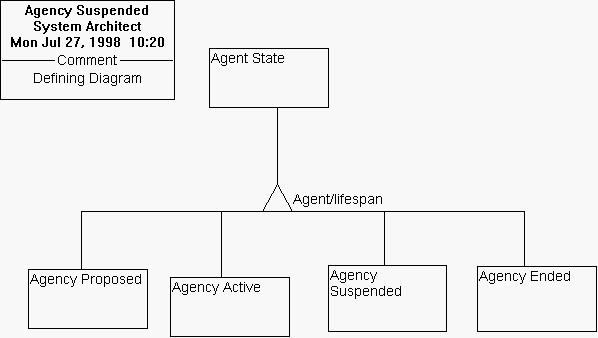 Agency Suspended
System Architect
Mon Jul 27, 1998 10:20
Comment
Defining Diagram
Agent State
Agent/lifespan
Agency Proposed
Agency Active
Agency
Suspended
Agency Ended